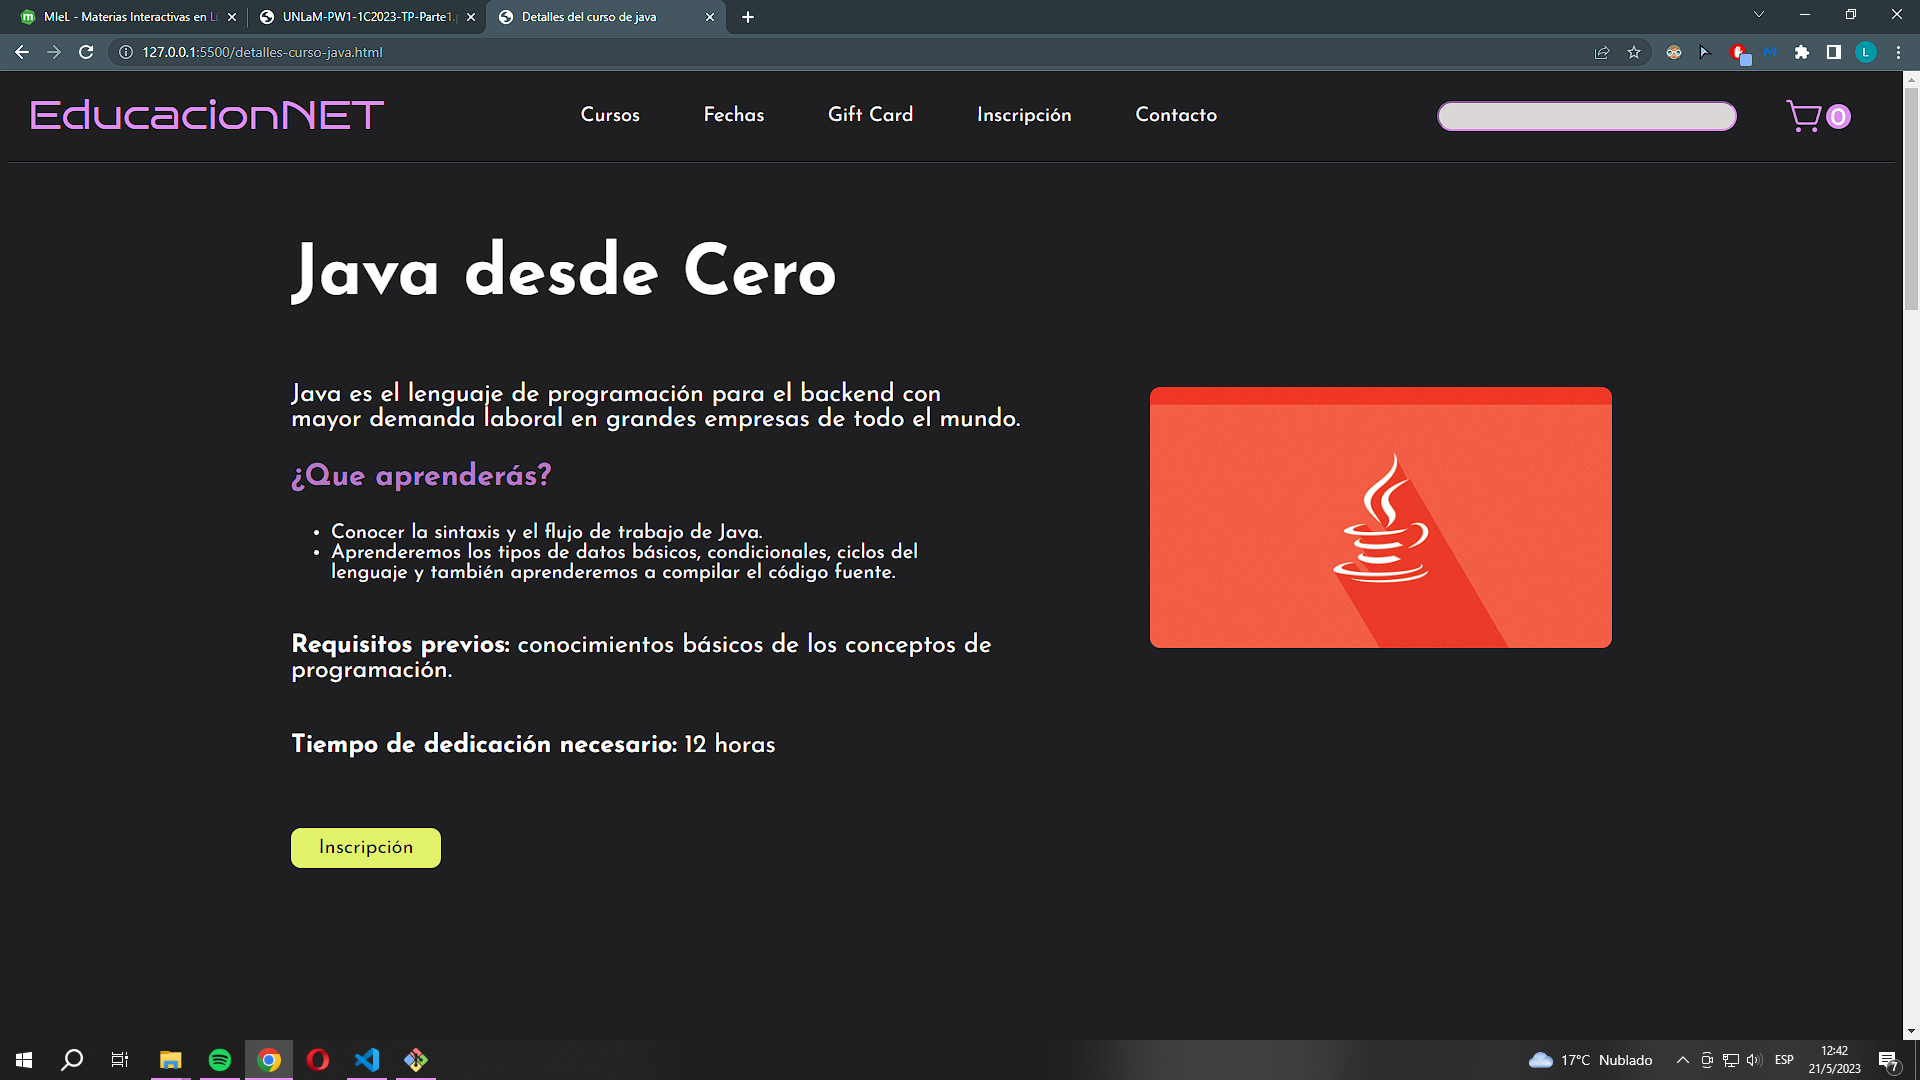 MIeL - Materias Interactivas en Lí
UNLaM-PW1-1C2023-TP-Parte1.
Detalles del curso de java
127.0.0.1:5500/detalles-curso-java.html
L
EducacionNET
Cursos
Fechas
Gift Card
Inscripción
Contacto
0
Java desde Cero
Java es el lenguaje de programación para el backend con
mayor demanda laboral en grandes empresas de todo el mundo.
¿Que aprenderás?
• Conocer la sintaxis y el flujo de trabajo de Java.
• Aprenderemos los tipos de datos básicos, condicionales, ciclos del
lenguaje y también aprenderemos a compilar el código fuente.
Requisitos previos: conocimientos básicos de los conceptos de
programación.
Tiempo de dedicación necesario: 12 horas
Inscripción
17°C Nublado
ESP
12:42
21/5/2023
7